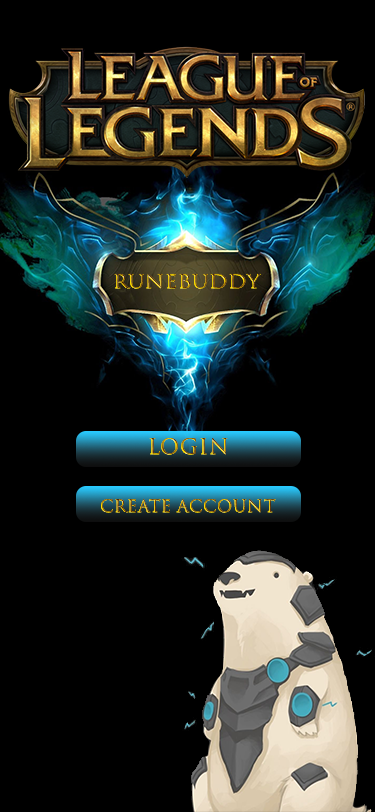 LEAGUE OF
LEGENDS®
RUNEBUDDY
LOGIN
CREATE ACCOUNT